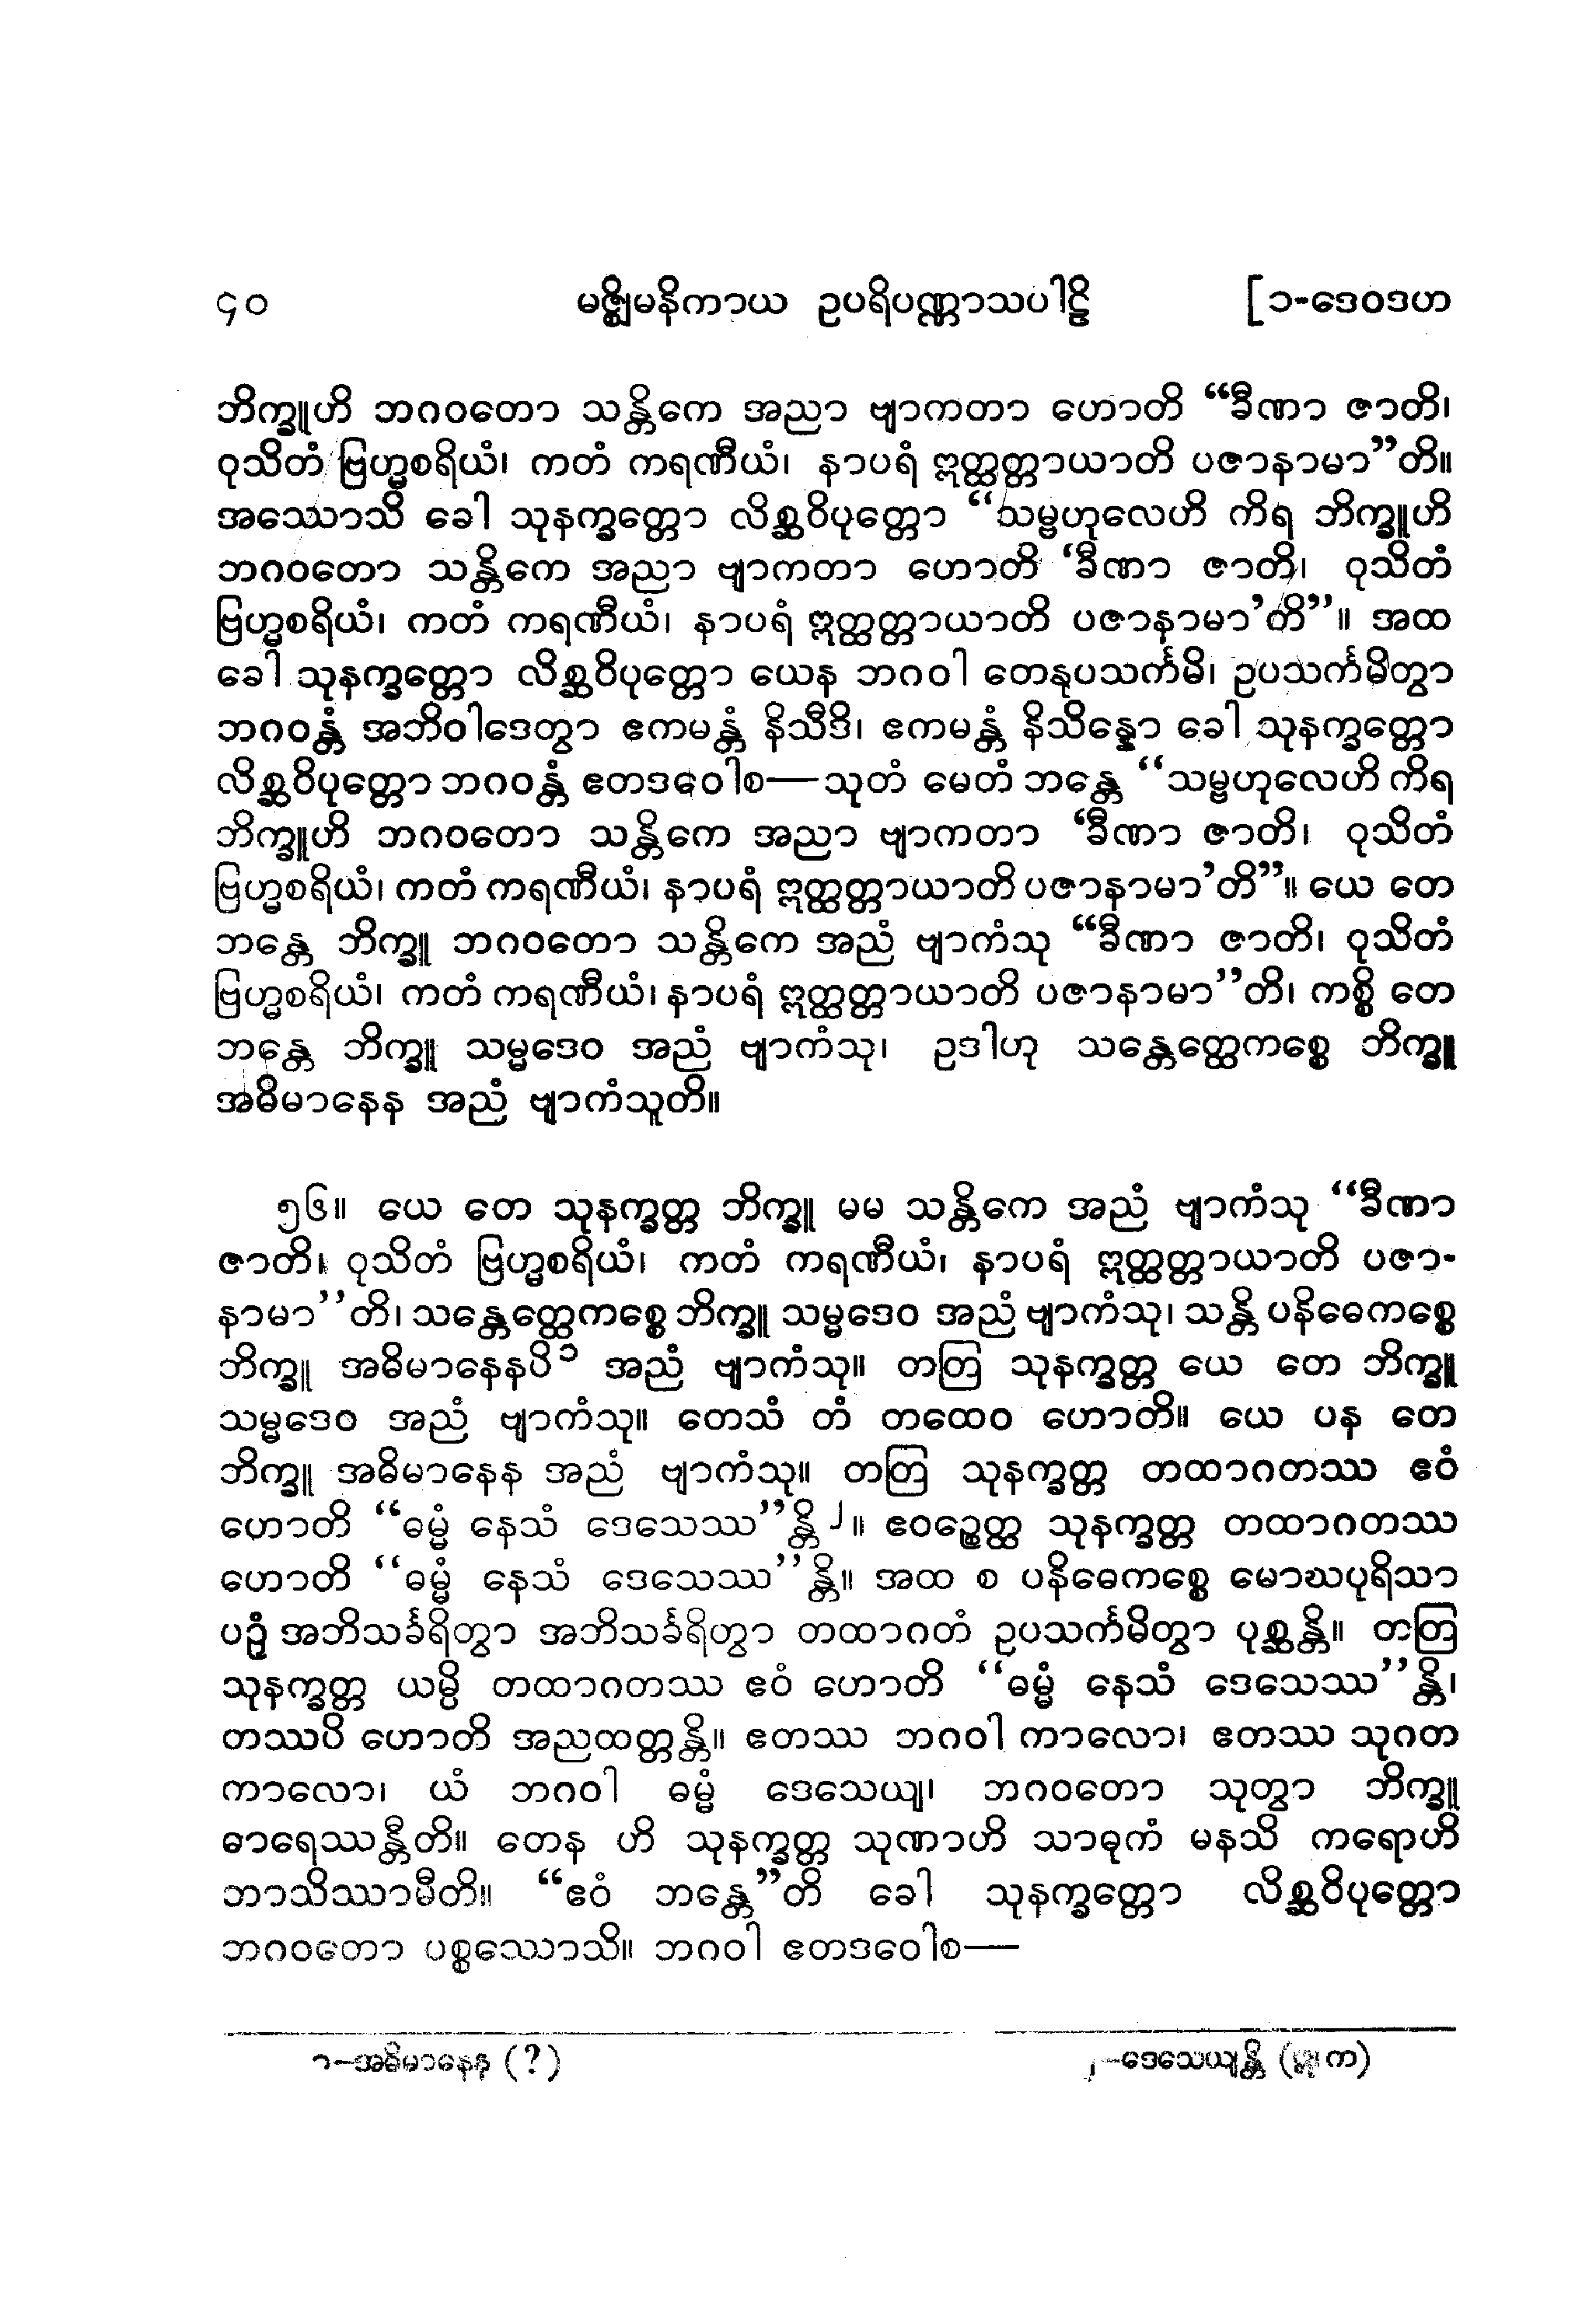 ၄၀ မဇ္ဈိမနိကာယ ဥပရိပဏ္ဏာသပါဠိ [၁-ဒေဝဒဟ
ဘိက္ခူဟိ ဘဂဝတော သန္တိကေ အညာ ဗျာကတာ ဟောတိ “ခီဏာ ဇာတိ၊
ဝုသိတံ ဗြဟ္မစရိယံ၊ ကတံ ကရဏီယံ၊ နာပရံ ဣတ္ထတ္တာယာတိ ပဇာနာမာ”တိ။
အဿောသိ ခေါ သုနက္ခတ္တော လိစ္ဆဝိပုတ္တော “သမ္ဗဟုလေဟိ ကိရ ဘိက္ခူဟိ
ဘဂဝတော သန္တိကေ အညာ ဗျာကတာ ဟောတိ ‘ခီဏာ ဇာတိ၊ ဝုသိတံ
ဗြဟ္မစရိယံ၊ ကတံ ကရဏီယံ၊ နာပရံ ဣတ္ထတ္တာယာတိ ပဇာနာမာ’တိ”။ အထ
ခေါ သုနက္ခတ္တော လိစ္ဆဝိပုတ္တော ယေန ဘဂဝါ တေနုပသင်္ကမိ၊ ဥပသင်္ကမိတွာ
ဘဂဝန္တံ အဘိဝါဒေတွာ ဧကမန္တံ နိသီဒိ၊ ဧကမန္တံ နိသိန္နော ခေါ သုနက္ခတ္တော
လိစ္ဆဝိပုတ္တော ဘဂဝန္တံ ဧတဒဝေါစ—သုတံ မေတံ ဘန္တေ “သမ္ဗဟုလေဟိ ကိရ
ဘိက္ခူဟိ ဘဂဝတော သန္တိကေ အညာ ဗျာကတာ ‘ခီဏာ ဇာတိ၊ ဝုသိတံ
ဗြဟ္မစရိယံ၊ ကတံ ကရဏီယံ၊ နာပရံ ဣတ္ထတ္တာယာတိ ပဇာနာမာ’တိ”။ ယေ တေ
ဘန္တေ ဘိက္ခူ ဘဂဝတော သန္တိကေ အညံ ဗျာကံသု “ခီဏာ ဇာတိ၊ ဝုသိတံ
ဗြဟ္မစရိယံ၊ ကတံ ကရဏီယံ၊ နာပရံ ဣတ္ထတ္တာယာတိ ပဇာနာမာ”တိ၊ ကစ္စိ တေ
ဘန္တေ ဘိက္ခူ သမ္မဒေဝ အညံ ဗျာကံသု၊ ဥဒါဟု သန္တေတ္ထေကစ္စေ ဘိက္ခူ
အဓိမာနေန အညံ ဗျာကံသူတိ။
၅၆။ ယေ တေ သုနက္ခတ္တ ဘိက္ခူ မမ သန္တိကေ အညံ ဗျာကံသု “ခီဏာ
ဇာတိ၊ ဝုသိတံ ဗြဟ္မစရိယံ၊ ကတံ ကရဏီယံ၊ နာပရံ ဣတ္ထတ္တာယာတိ ပဇာ-
နာမာ”တိ၊ သန္တေတ္ထေကစ္စေ ဘိက္ခူ သမ္မဒေဝ အညံ ဗျာကံသု၊ သန္တိ ပနိဓေကစ္စေ
ဘိက္ခူ အဓိမာနေနပိ၁ အညံ ဗျာကံသု။ တတြ သုနက္ခတ္တ ယေ တေ ဘိက္ခူ
သမ္မဒေဝ အညံ ဗျာကံသု။ တေသံ တံ တထေဝ ဟောတိ။ ယေ ပန တေ
ဘိက္ခူ အဓိမာနေန အညံ ဗျာကံသု။ တတြ သုနက္ခတ္တ တထာဂတဿ ဧဝံ
ဟောတိ “ဓမ္မံ နေသံ ဒေသေဿ”န္တိ၂။ ဧဝဉ္စေတ္ထ သုနက္ခတ္တ တထာဂတဿ
ဟောတိ “ဓမ္မံ နေသံ ဒေသေဿ”န္တိ။ အထ စ ပနိဓေကစ္စေ မောဃပုရိသာ
ပဉှံ အဘိသင်္ခရိတွာ အဘိသင်္ခရိတွာ တထာဂတံ ဥပသင်္ကမိတွာ ပုစ္ဆန္တိ။ တတြ
သုနက္ခတ္တ ယမ္ပိ တထာဂတဿ ဧဝံ ဟောတိ “ဓမ္မံ နေသံ ဒေသေဿ”န္တိ၊
တဿပိ ဟောတိ အညထတ္တန္တိ။ ဧတဿ ဘဂဝါ ကာလော၊ ဧတဿ သုဂတ
ကာလော၊ ယံ ဘဂဝါ ဓမ္မံ ဒေသေယျ၊ ဘဂဝတော သုတွာ ဘိက္ခူ
ဓာရေဿန္တီတိ။ တေန ဟိ သုနက္ခတ္တ သုဏာဟိ သာဓုကံ မနသိ ကရောဟိ
ဘာသိဿာမီတိ။ “ဧဝံ ဘန္တေ”တိ ခေါ သုနက္ခတ္တော လိစ္ဆဝိပုတ္တော
ဘဂဝတော ပစ္စဿောသိ။ ဘဂဝါ ဧတဒဝေါစ—
၁–အဓိမာနေန (?) ၂–ဒေသေယျန္တိ (က)